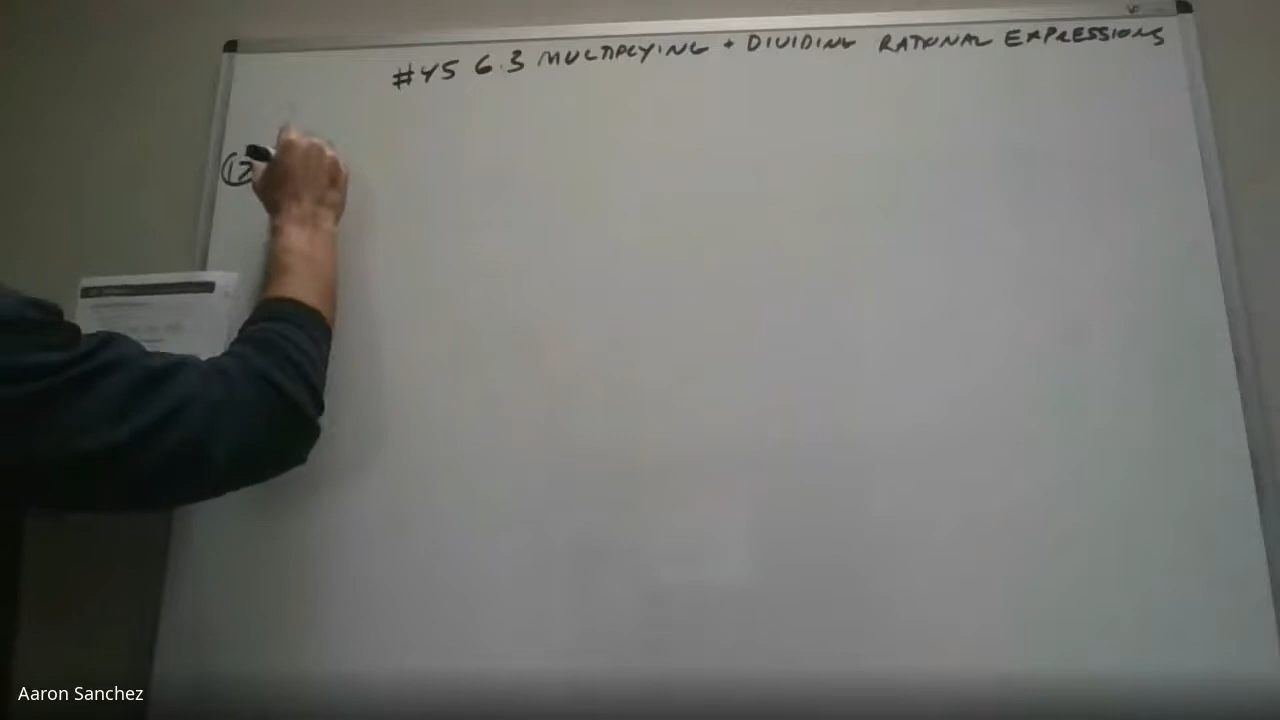 #45 6.3 MULTIPLYING + DIVIDING RATIONAL EXPRESSIONS
Aaron Sanchez